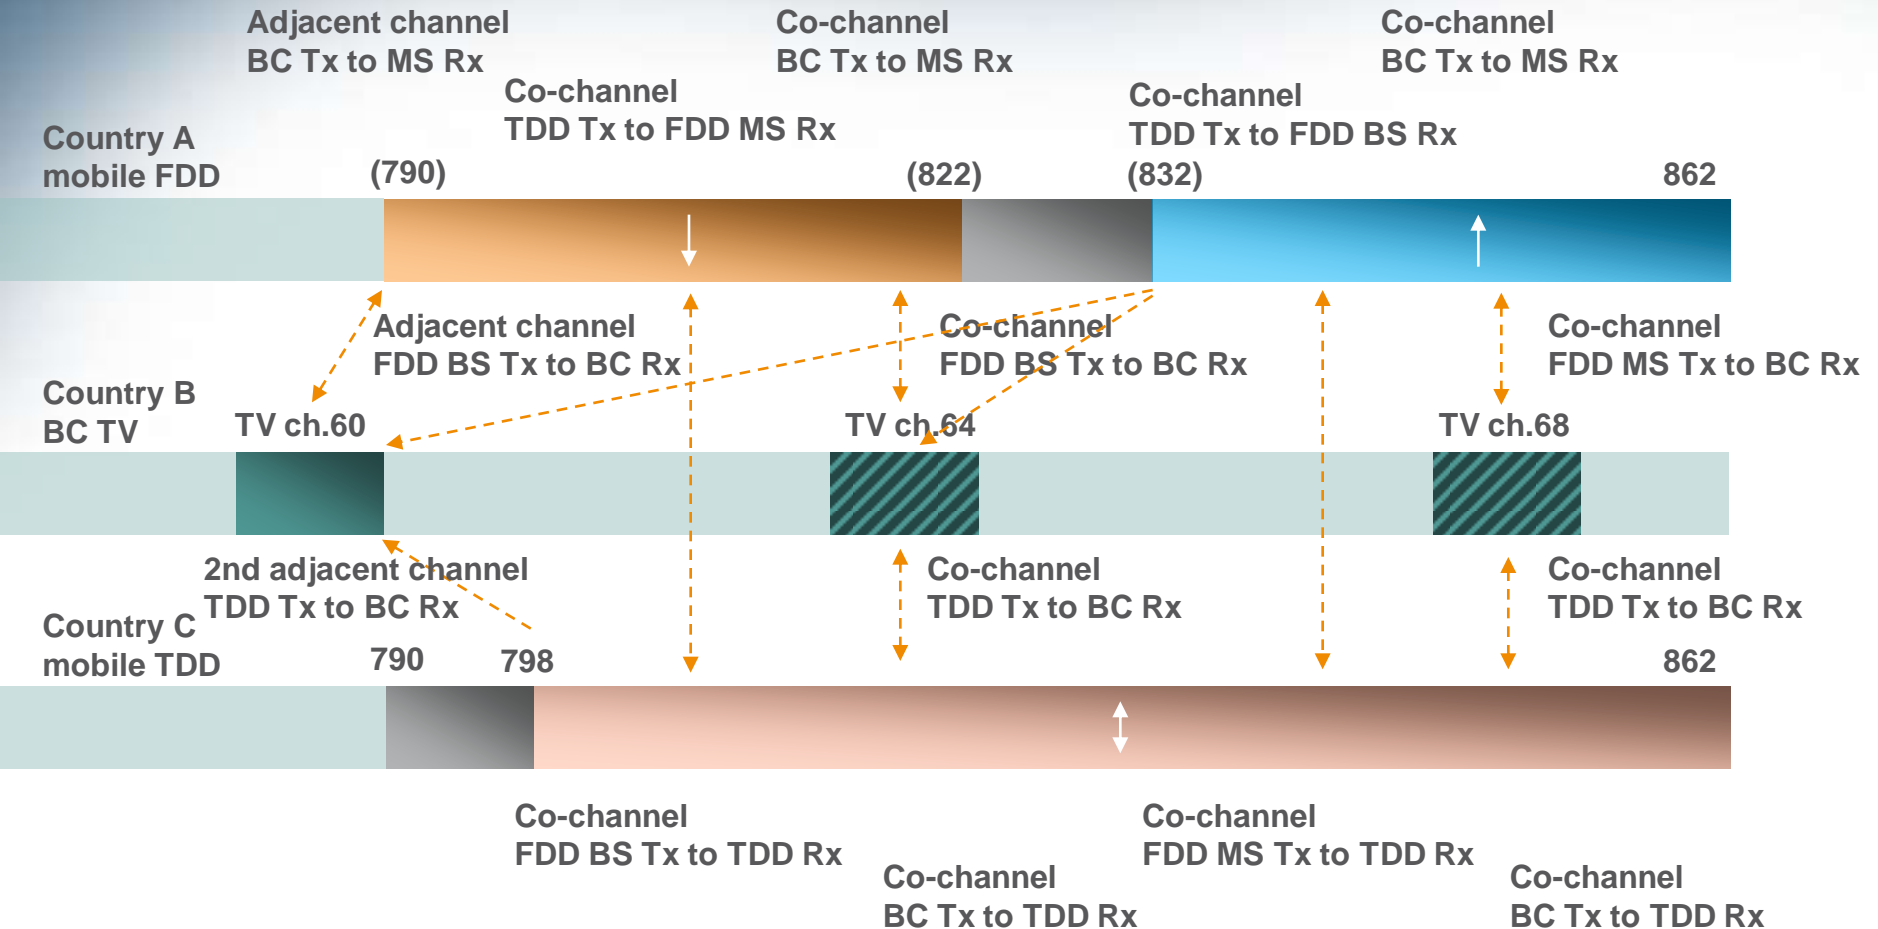 Adjacent channel
BC Tx to MS Rx
Co-channel
BC Tx to MS Rx
Co-channel
BC Tx to MS Rx
Co-channel
TDD Tx to FDD MS Rx
Co-channel
TDD Tx to FDD BS Rx
Country A
mobile FDD
(790)
(822)
(832)
862
Adjacent channel
FDD BS Tx to BC Rx
Co-channel
FDD BS Tx to BC Rx
Co-channel
FDD MS Tx to BC Rx
Country B
BC TV
TV ch.60
TV ch.64
TV ch.68
2nd adjacent channel
TDD Tx to BC Rx
Co-channel
TDD Tx to BC Rx
Co-channel
TDD Tx to BC Rx
Country C
mobile TDD
790
798
862
Co-channel
FDD BS Tx to TDD Rx
Co-channel
FDD MS Tx to TDD Rx
Co-channel
BC Tx to TDD Rx
Co-channel
BC Tx to TDD Rx